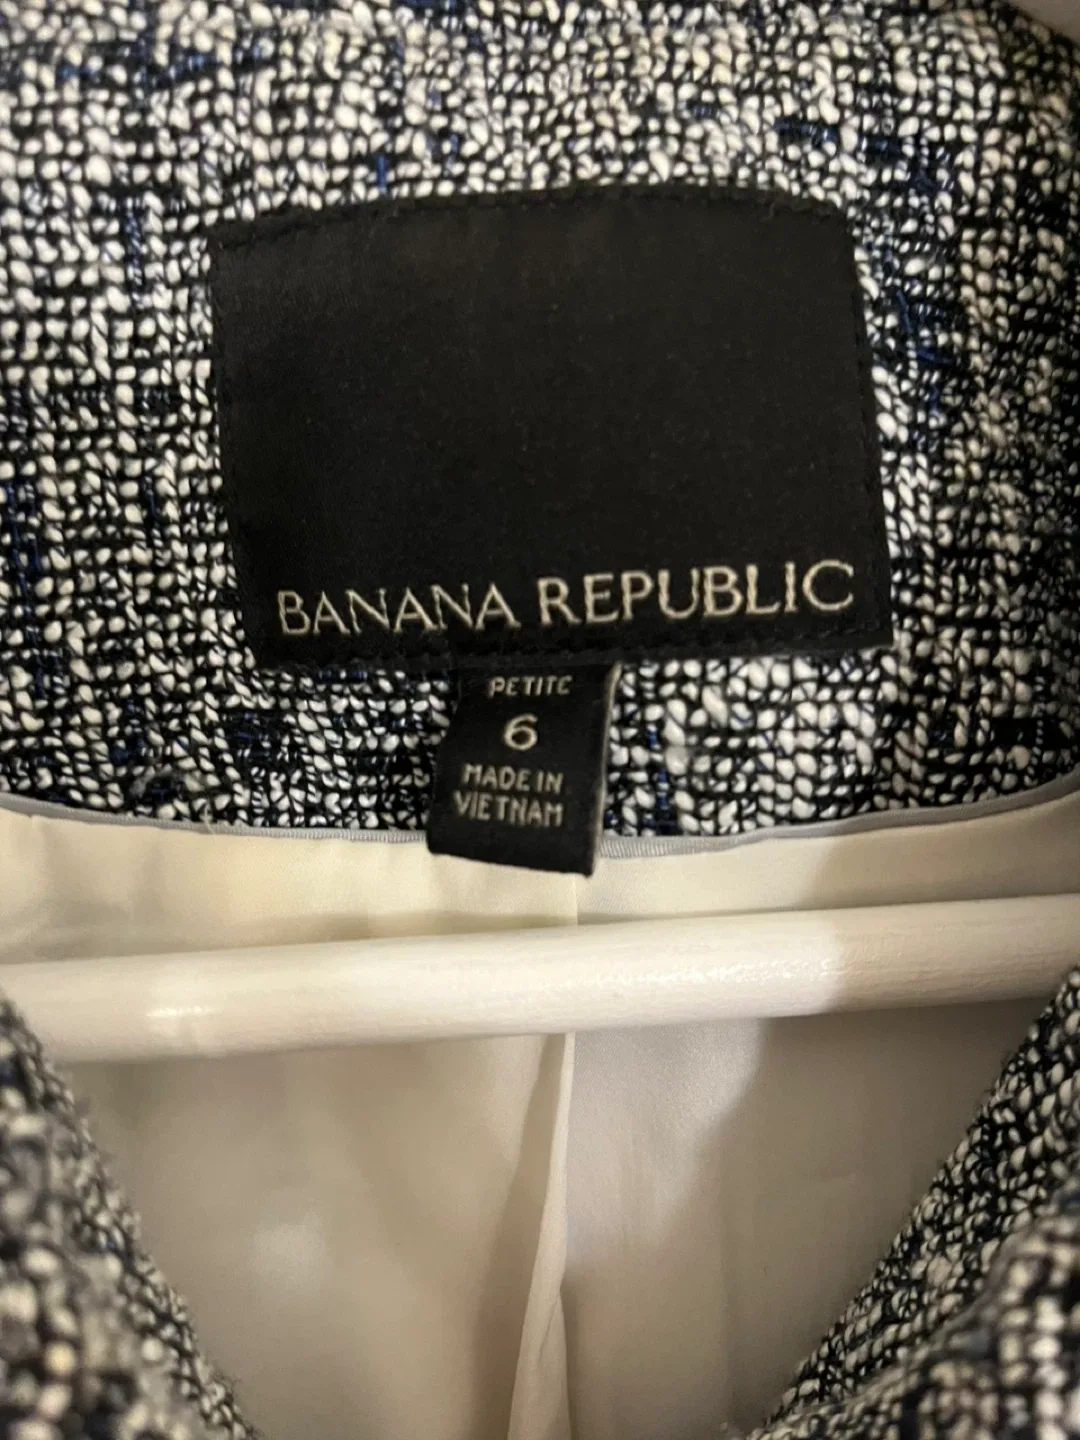 BANANA REPUBLIC
PETITE
6
MADE IN
VIETNAM